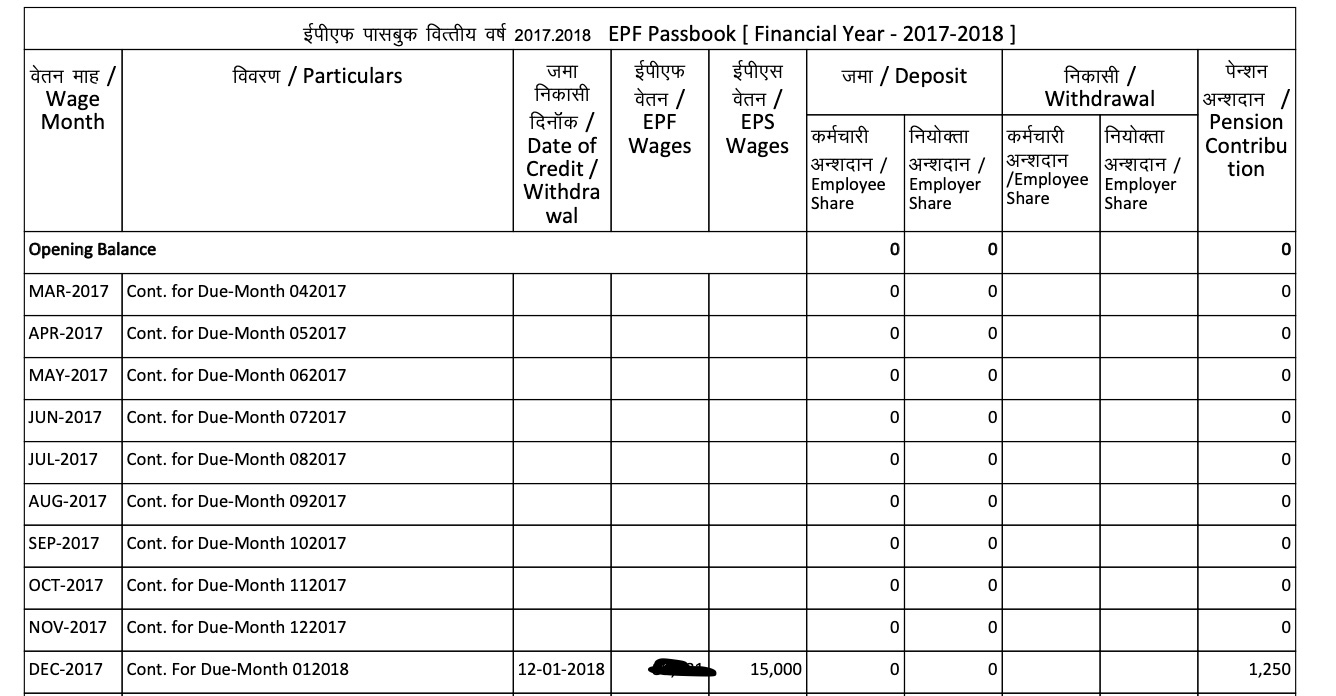 ईपीएफ पासबुक वित्तीय वर्ष 2017.2018 EPF Passbook [ Financial Year - 2017-2018 ]
वेतन माह / Wage Month
विवरण / Particulars
जमा निकासी दिनॉक / Date of Credit / Withdrawal
ईपीएफ वेतन / EPF Wages
ईपीएस वेतन / EPS Wages
जमा / Deposit
निकासी / Withdrawal
पेन्शन अन्शदान / Pension Contribution
कर्मचारी अन्शदान / Employee Share
नियोक्ता अन्शदान / Employer Share
कर्मचारी अन्शदान /Employee Share
नियोक्ता अन्शदान / Employer Share
Opening Balance 0 0 0
MAR-2017 Cont. for Due-Month 042017 0 0 0
APR-2017 Cont. for Due-Month 052017 0 0 0
MAY-2017 Cont. for Due-Month 062017 0 0 0
JUN-2017 Cont. for Due-Month 072017 0 0 0
JUL-2017 Cont. for Due-Month 082017 0 0 0
AUG-2017 Cont. for Due-Month 092017 0 0 0
SEP-2017 Cont. for Due-Month 102017 0 0 0
OCT-2017 Cont. for Due-Month 112017 0 0 0
NOV-2017 Cont. for Due-Month 122017 0 0 0
DEC-2017 Cont. For Due-Month 012018 12-01-2018 15,000 0 0 1,250